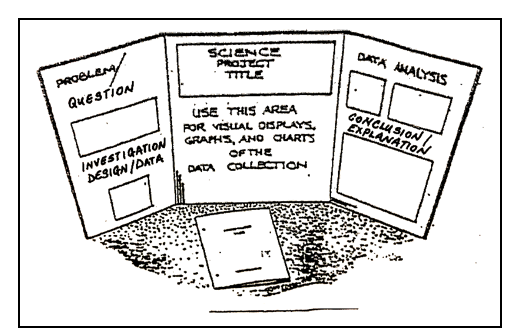 PROBLEM/
QUESTION
INVESTIGATION
DESIGN/DATA
SCIENCE
PROJECT
TITLE
USE THIS AREA
FOR VISUAL DISPLAYS,
GRAPHS, AND CHARTS
OF THE
DATA COLLECTION
DATA ANALYSIS
CONCLUSION/
EXPLANATION